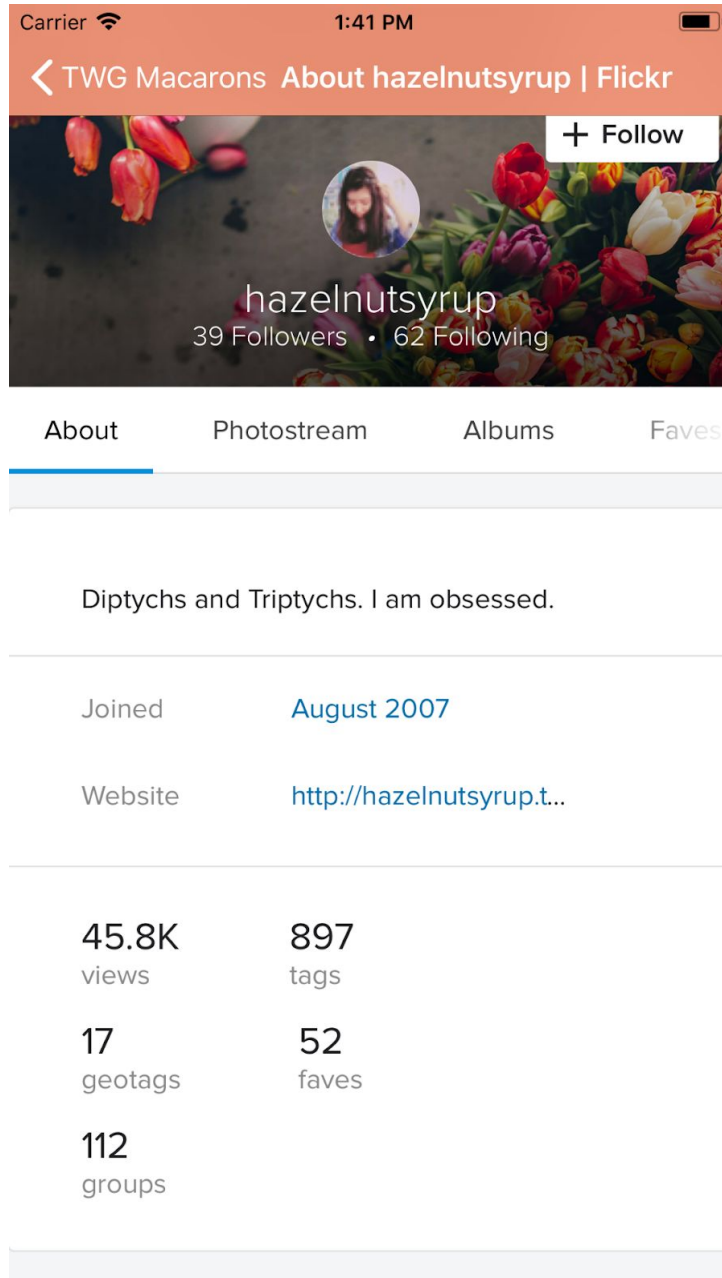 Carrier 1:41 PM
TWG Macarons About hazelnutsyrup | Flickr
+ Follow
hazelnutsyrup
39 Followers • 62 Following
About Photostream Albums Faves
Diptychs and Triptychs. I am obsessed.
Joined August 2007
Website http://hazelnutsyrup.t...
45.8K 897
views tags
17 52
geotags faves
112
groups